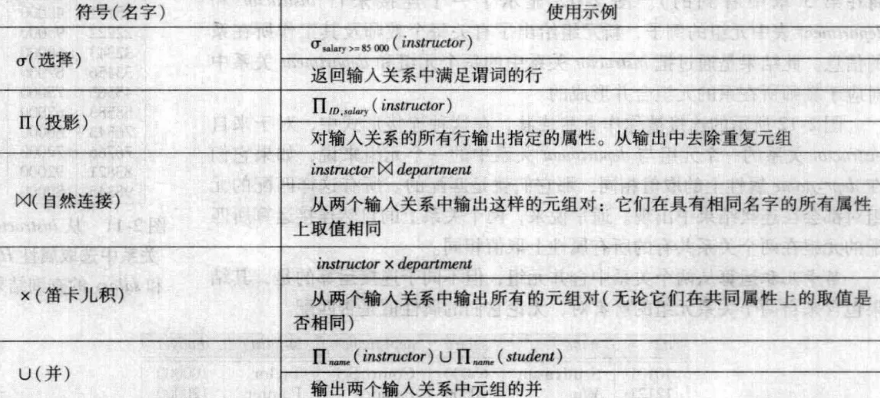 符号(名字) 使用示例
σ(选择)
σ salary >= 85 000 (instructor)
返回输入关系中满足谓词的行
Π(投影)
Π ID, salary (instructor)
对输入关系的所有行输出指定的属性。从输出中去除重复元组
⋈(自然连接)
instructor ⋈ department
从两个输入关系中输出这样的元组对：它们在具有相同名字的所有属性
上取值相同
×(笛卡儿积)
instructor × department
从两个输入关系中输出所有的元组对(无论它们在共同属性上的取值是
否相同)
∪(并)
Π name (instructor) ∪ Π name (student)
输出两个输入关系中元组的并